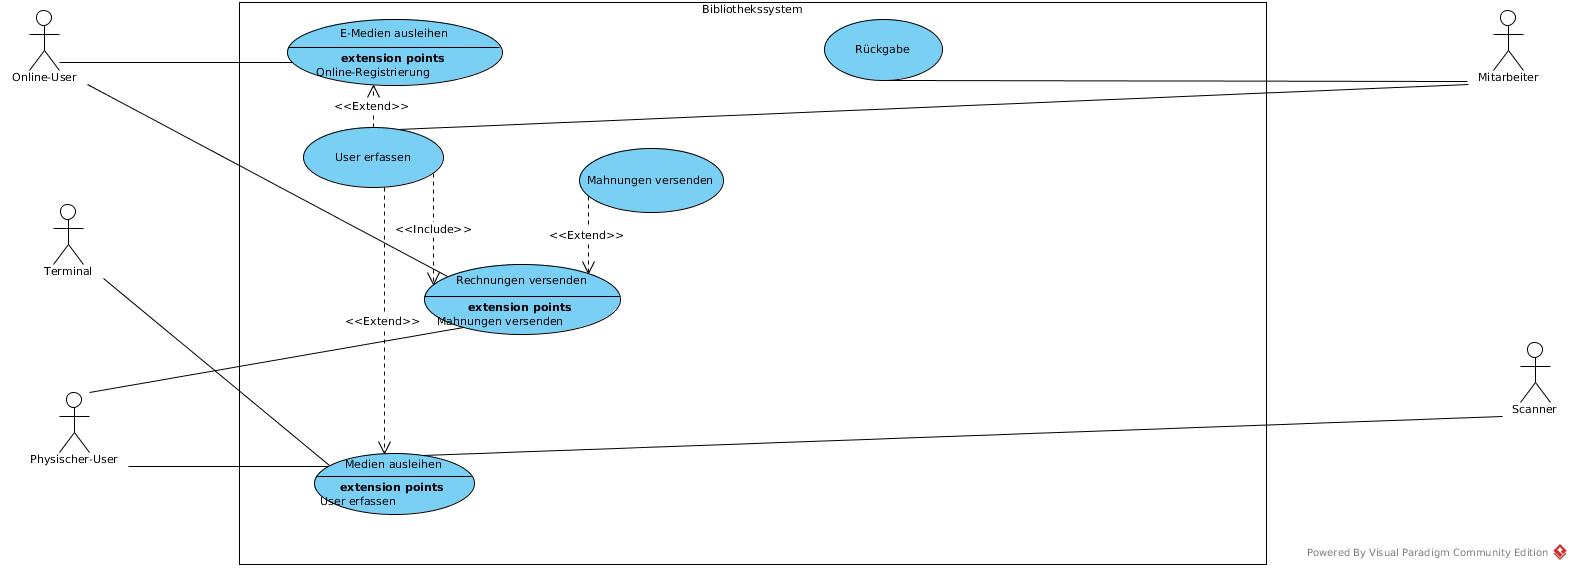 Bibliothekssystem
E-Medien ausleihen
extension points
Online-Registrierung
Rückgabe
Online-User
Mitarbeiter
<<Extend>>
User erfassen
Mahnungen versenden
<<Include>>
<<Extend>>
Terminal
Rechnungen versenden
extension points
Mahnungen versenden
<<Extend>>
Scanner
Physischer-User
Medien ausleihen
extension points
User erfassen
Powered By Visual Paradigm Community Edition